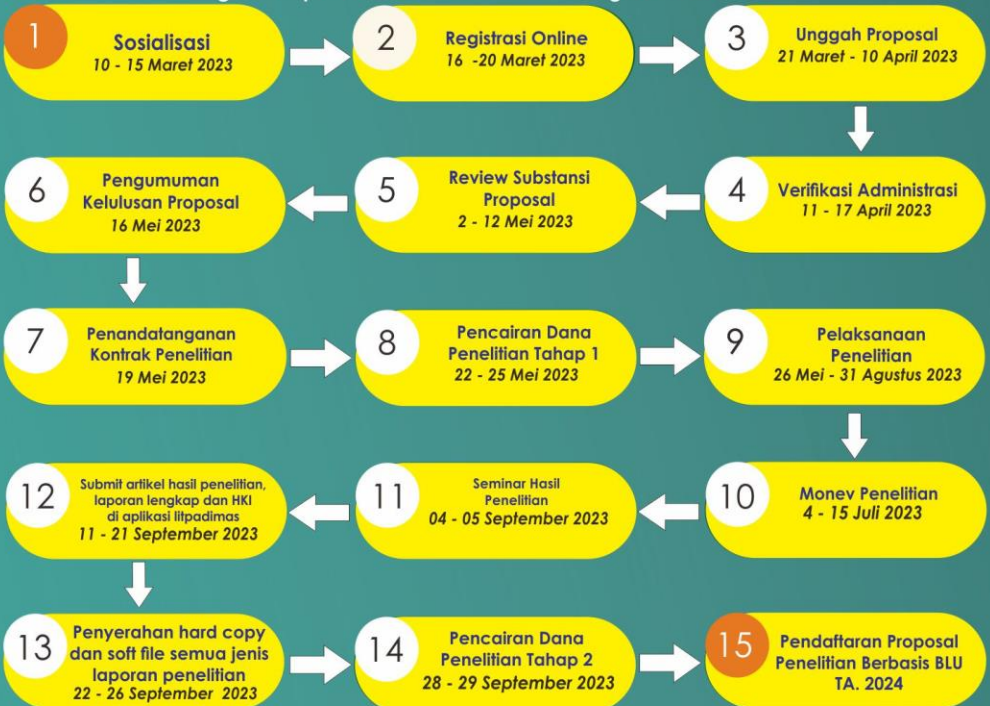 1
Sosialisasi
10 - 15 Maret 2023
2
Registrasi Online
16 -20 Maret 2023
3
Unggah Proposal
21 Maret - 10 April 2023
4
Verifikasi Administrasi
11 - 17 April 2023
5
Review Substansi
Proposal
2 - 12 Mei 2023
6
Pengumuman
Kelulusan Proposal
16 Mei 2023
7
Penandatanganan
Kontrak Penelitian
19 Mei 2023
8
Pencairan Dana
Penelitian Tahap 1
22 - 25 Mei 2023
9
Pelaksanaan
Penelitian
26 Mei - 31 Agustus 2023
10
Monev Penelitian
4 - 15 Juli 2023
11
Seminar Hasil
Penelitian
04 - 05 September 2023
12
Submit artikel hasil penelitian,
laporan lengkap dan HKI
di aplikasi litpadimas
11 - 21 September 2023
13
Penyerahan hard copy
dan soft file semua jenis
laporan penelitian
22 - 26 September 2023
14
Pencairan Dana
Penelitian Tahap 2
28 - 29 September 2023
15
Pendaftaran Proposal
Penelitian Berbasis BLU
TA. 2024